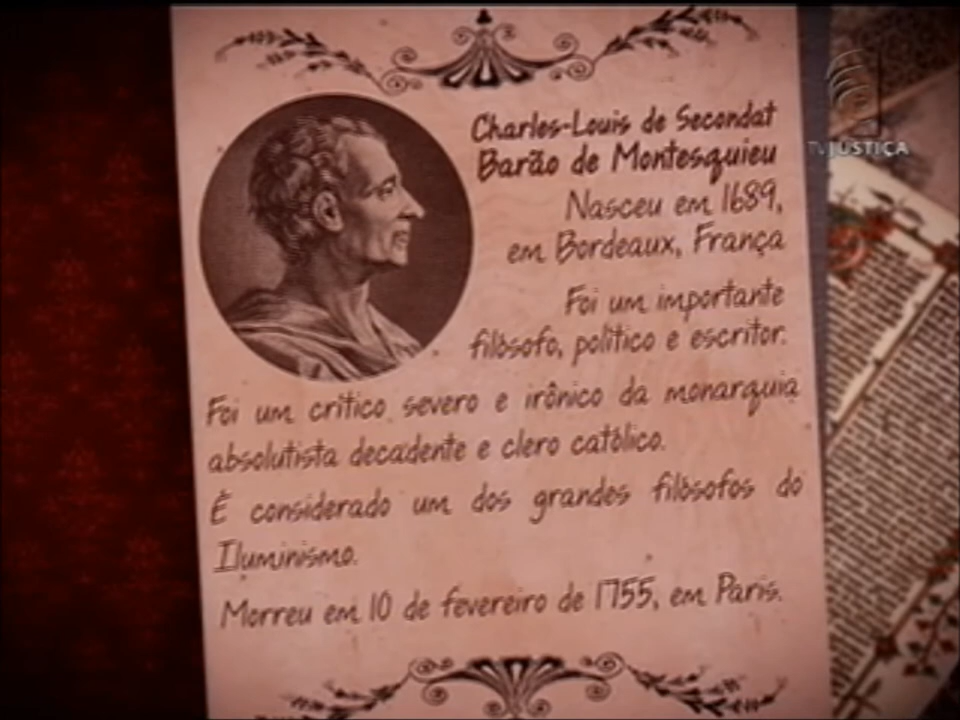 Charles-Louis de Secondat
Barão de Montesquieu
Nasceu em 1689,
em Bordeaux, França
TV JUSTIÇA
Foi um importante
filósofo, político e escritor.
Foi um crítico severo e irônico da monarquia
absolutista decadente e clero católico.
É considerado um dos grandes filósofos do
Iluminismo.
Morreu em 10 de fevereiro de 1755, em Paris.